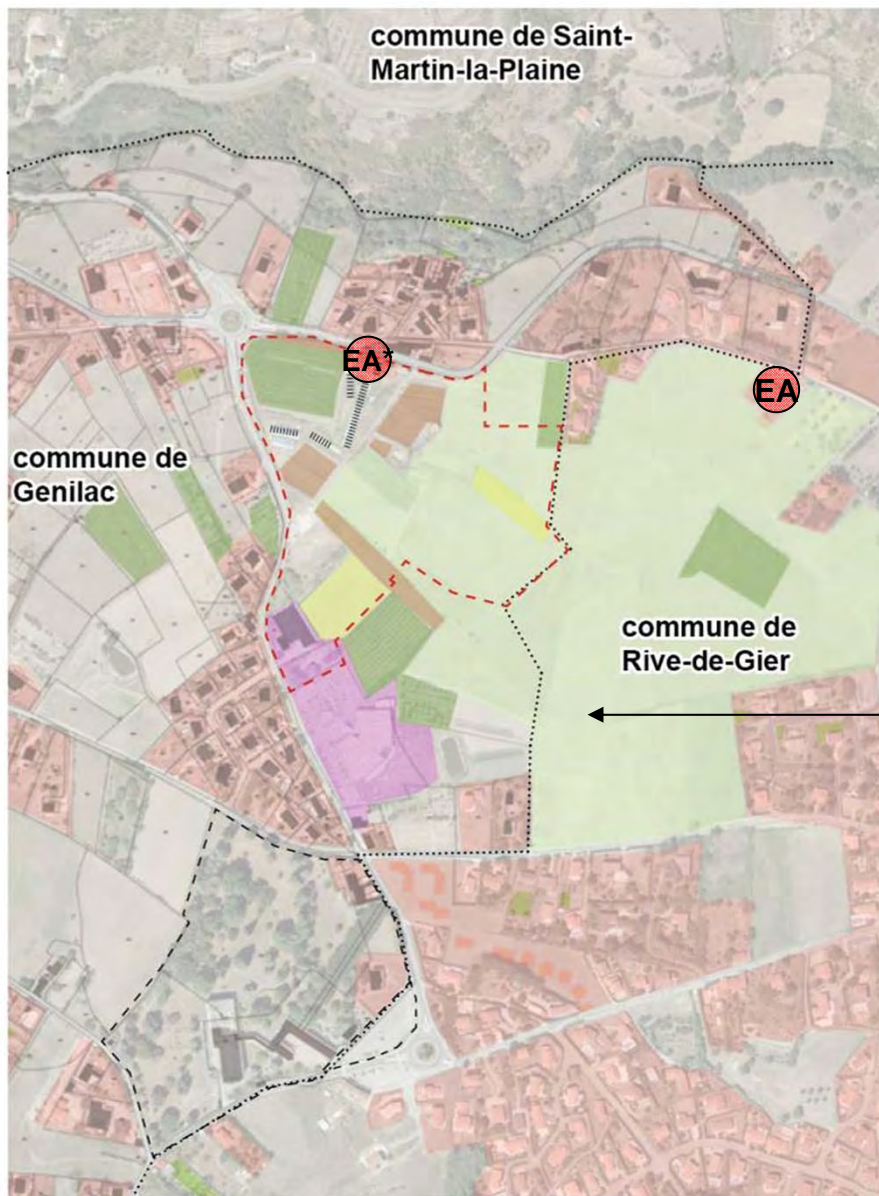 commune de Saint-
Martin-la-Plaine
EA*
EA
commune de
Genilac
commune de
Rive-de-Gier